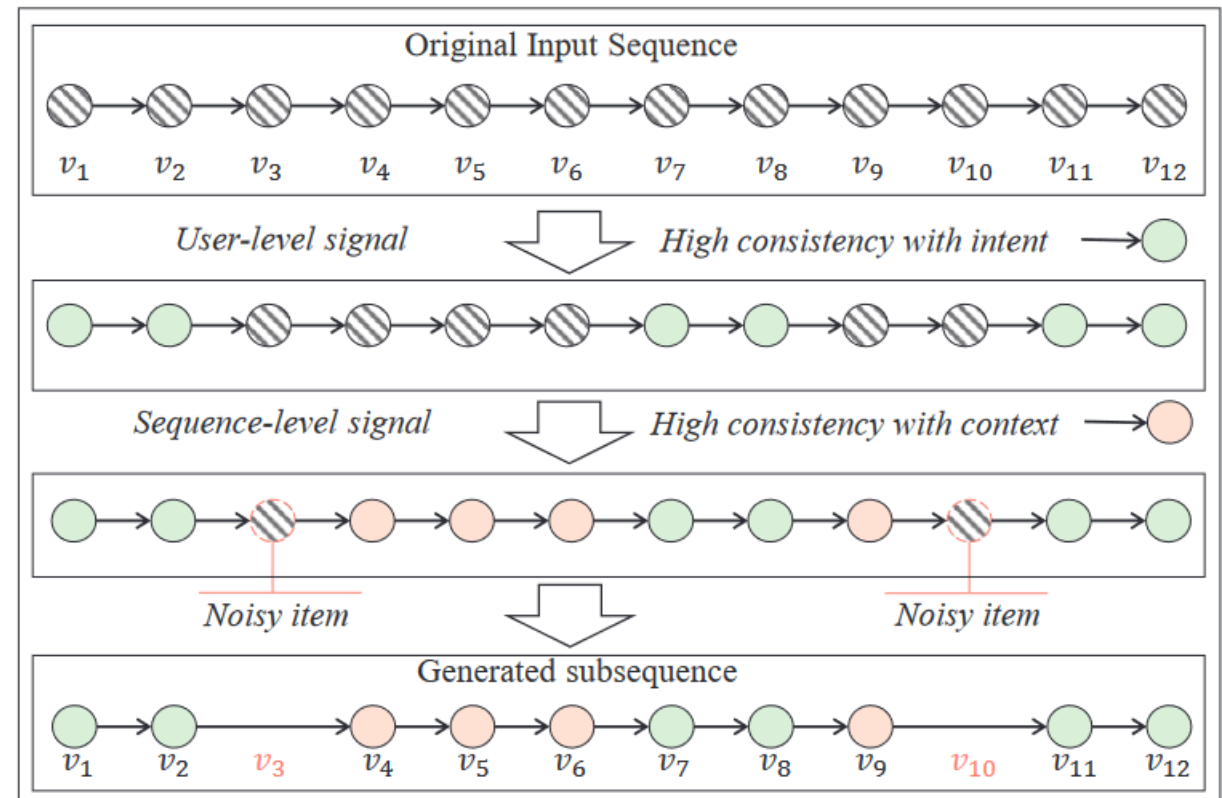 Original Input Sequence
v₁ v₂ v₃ v₄ v₅ v₆ v₇ v₈ v₉ v₁₀ v₁₁ v₁₂
User-level signal High consistency with intent
Sequence-level signal High consistency with context
Noisy item Noisy item
Generated subsequence
v₁ v₂ v₃ v₄ v₅ v₆ v₇ v₈ v₉ v₁₀ v₁₁ v₁₂